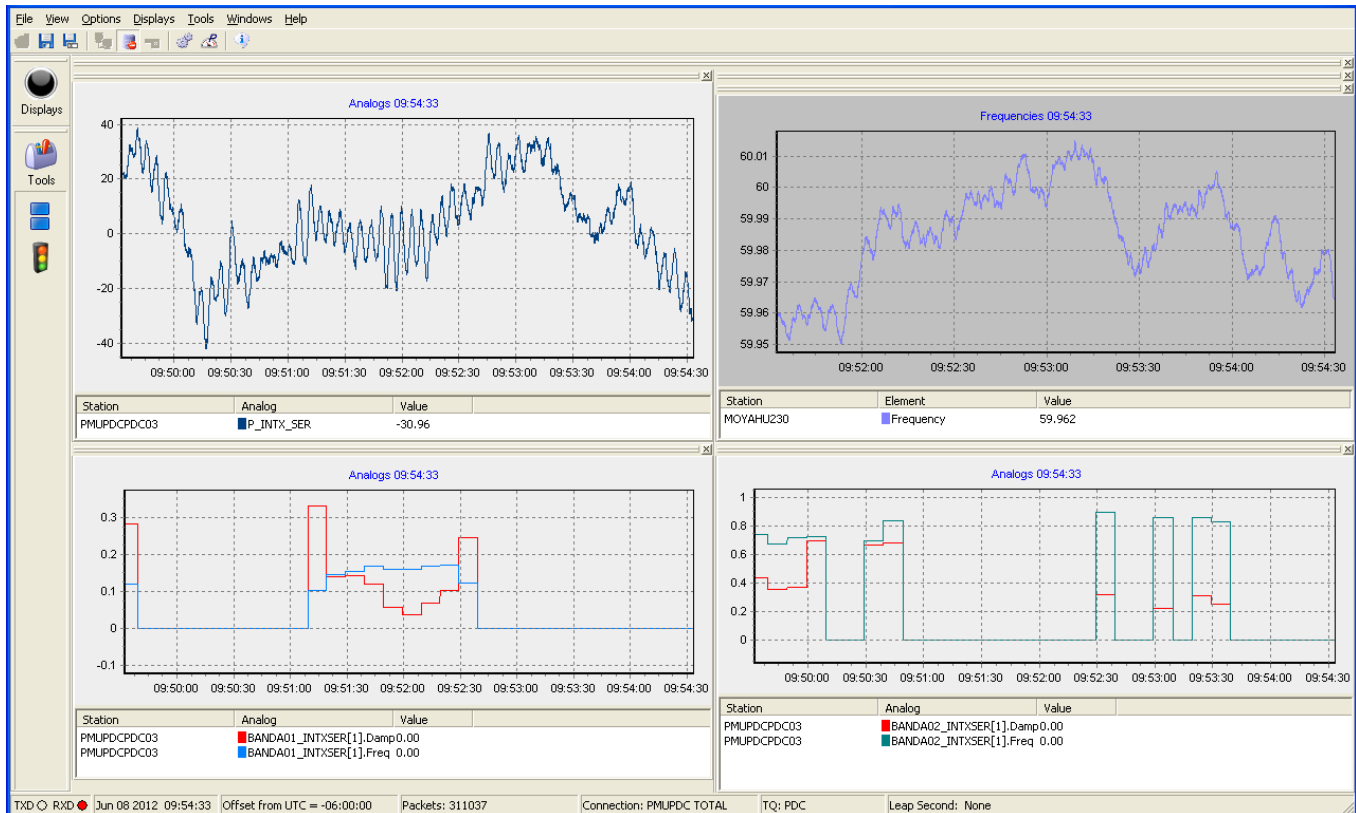 File View Options Displays Tools Windows Help
Displays
Tools
Analogs 09:54:33
40
20
0
-20
-40
09:50:00 09:50:30 09:51:00 09:51:30 09:52:00 09:52:30 09:53:00 09:53:30 09:54:00 09:54:30
Station Analog Value
PMUPDCPDC03 P_INTX_SER -30.96
Frequencies 09:54:33
60.01
60
59.99
59.98
59.97
59.96
59.95
09:52:00 09:52:30 09:53:00 09:53:30 09:54:00 09:54:30
Station Element Value
MOYAHU230 Frequency 59.962
Analogs 09:54:33
0.3
0.2
0.1
0
-0.1
09:50:00 09:50:30 09:51:00 09:51:30 09:52:00 09:52:30 09:53:00 09:53:30 09:54:00 09:54:30
Station Analog Value
PMUPDCPDC03 BANDA01_INTXSER[1].Damp 0.00
PMUPDCPDC03 BANDA01_INTXSER[1].Freq 0.00
Analogs 09:54:33
1
0.8
0.6
0.4
0.2
0
09:50:00 09:50:30 09:51:00 09:51:30 09:52:00 09:52:30 09:53:00 09:53:30 09:54:00 09:54:30
Station Analog Value
PMUPDCPDC03 BANDA02_INTXSER[1].Damp 0.00
PMUPDCPDC03 BANDA02_INTXSER[1].Freq 0.00
TXD RXD Jun 08 2012 09:54:33 Offset from UTC = -06:00:00 Packets: 311037 Connection: PMUPDC TOTAL TQ: PDC Leap Second: None